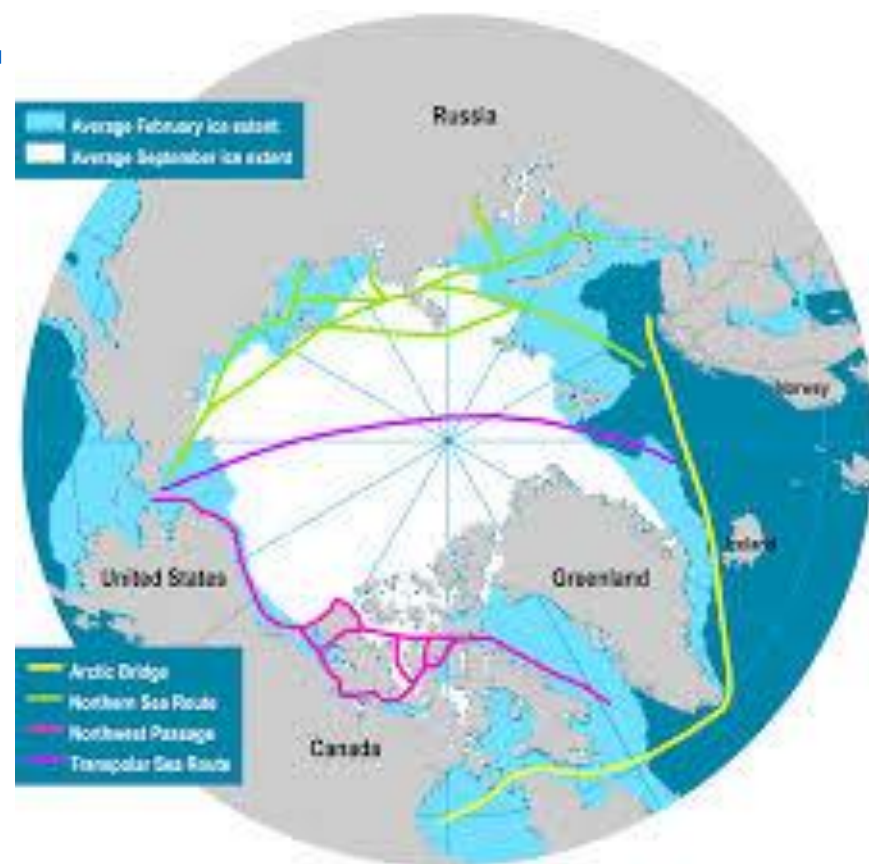 Russia
Average February ice extent
Average September ice extent
Norway
Iceland
United States
Greenland
Arctic Bridge
Northern Sea Route
Northwest Passage
Transpolar Sea Route
Canada